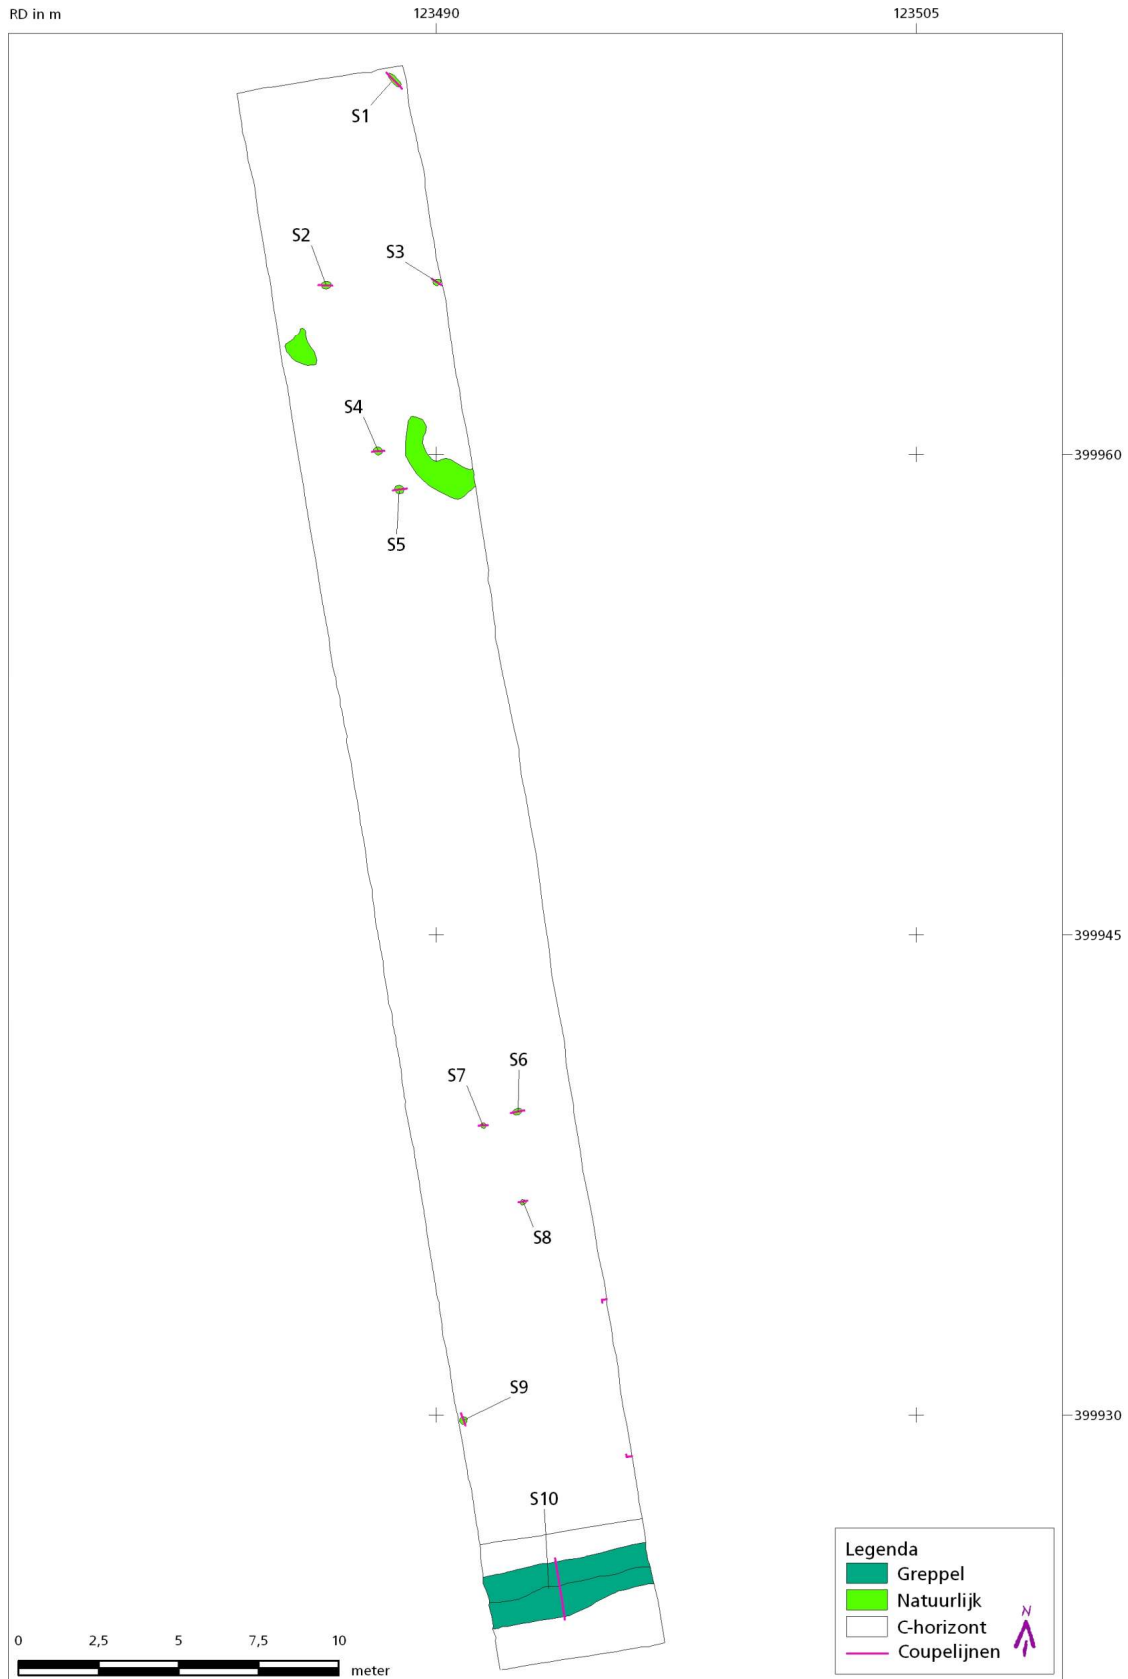 RD in m
123490
123505
S1
S2
S3
S4
399960
S5
399945
S6
S7
S8
S9
399930
S10
Legenda
Greppel
Natuurlijk
C-horizont
Coupelijnen
N
0 2,5 5 7,5 10
meter